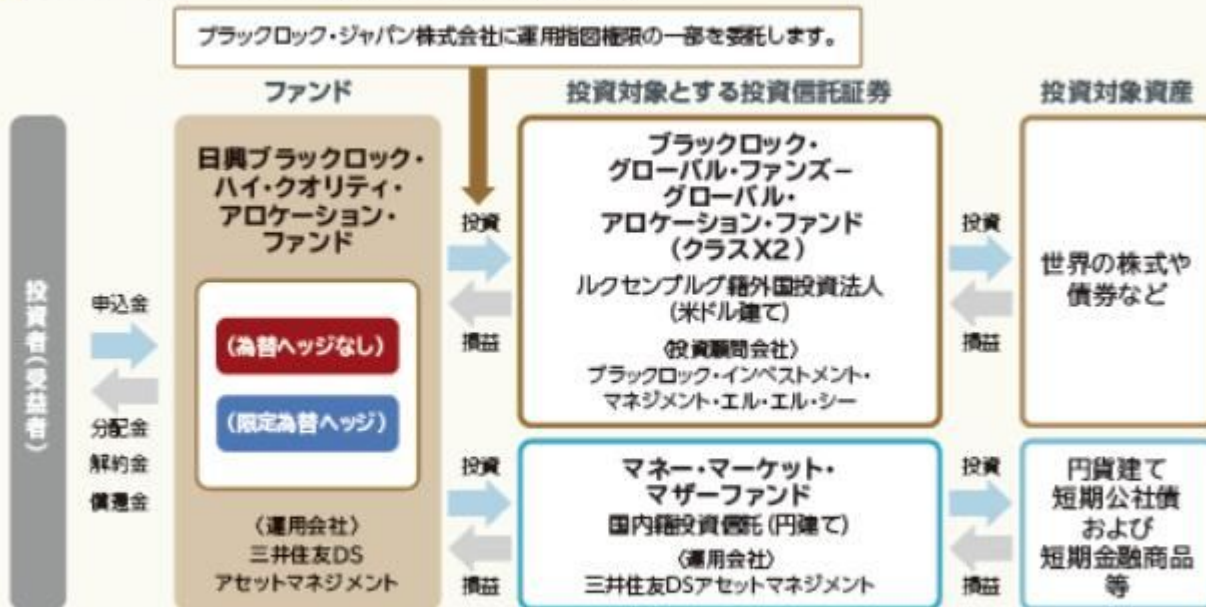 ブラックロック・ジャパン株式会社に運用指図権限の一部を委託します。
ファンド
投資対象とする投資信託証券
投資対象資産
投資者(受益者)
申込金
分配金
解約金
償還金
日興ブラックロック・
ハイ・クオリティ・
アロケーション・
ファンド
(為替ヘッジなし)
(限定為替ヘッジ)
〈運用会社〉
三井住友DS
アセットマネジメント
投資
損益
ブラックロック・
グローバル・ファンズ−
グローバル・
アロケーション・ファンド
(クラスX2)
ルクセンブルグ籍外国投資法人
(米ドル建て)
〈投資顧問会社〉
ブラックロック・インベストメント・
マネジメント・エル・エル・シー
投資
損益
世界の株式や
債券など
投資
損益
マネー・マーケット・
マザーファンド
国内籍投資信託(円建て)
〈運用会社〉
三井住友DSアセットマネジメント
投資
損益
円貨建て
短期公社債
および
短期金融商品
等